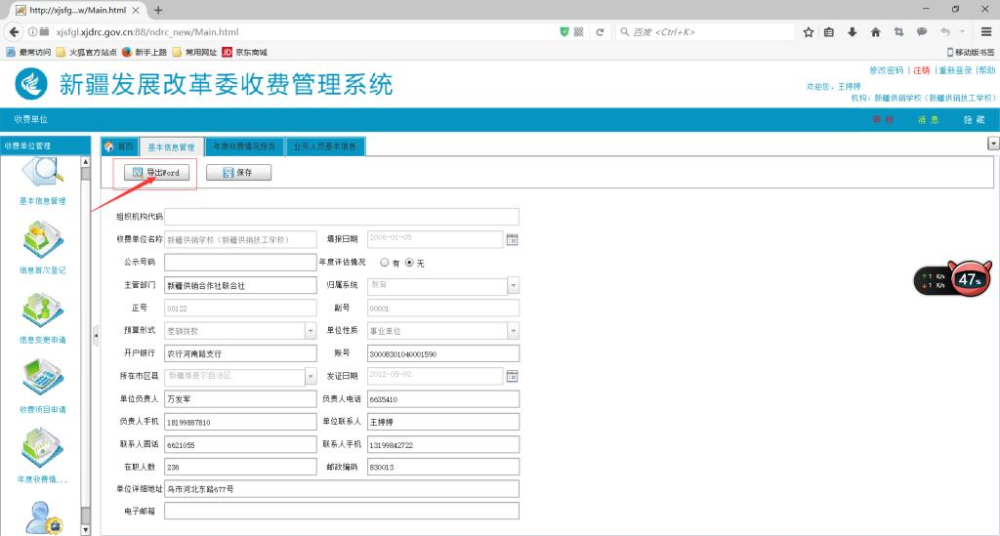 http://xjsfg...w/Main.html
xjsfgl.xjdrc.gov.cn:88/ndrc_new/Main.html
百度 <Ctrl+K>
最常访问 火狐官方站点 新手上路 常用网址 JD 京东商城 移动版书签
新疆发展改革委收费管理系统
修改密码 | 注销 | 重新登录 | 帮助
欢迎您，王婷婷
机构：新疆供销学校（新疆供销技工学校）
收费单位 审 核 消 息 隐 藏
收费单位管理
首页 基本信息管理 年度收费情况报告 业务人员基本信息
导出Word 保存
基本信息管理
信息首次登记
信息变更申请
收费项目申请
年度收费情...
组织机构代码
收费单位名称 新疆供销学校（新疆供销技工学校） 填报日期 2006-01-05
公示号码 年度评估情况 有 无
主管部门 新疆供销合作社联合社 归属系统 教育
正号 00122 副号 00001
预算形式 差额拨款 单位性质 事业单位
开户银行 农行河南路支行 账号 30008301040001590
所在市区县 新疆维吾尔自治区 发证日期 2012-05-02
单位负责人 万发军 负责人电话 6635410
负责人手机 18199887810 单位联系人 王婷婷
联系人固话 6621055 联系人手机 13199842722
在职人数 236 邮政编码 830013
单位详细地址 乌市河北东路677号
电子邮箱
↑ 1 K/s
↓ 1 K/s
47%